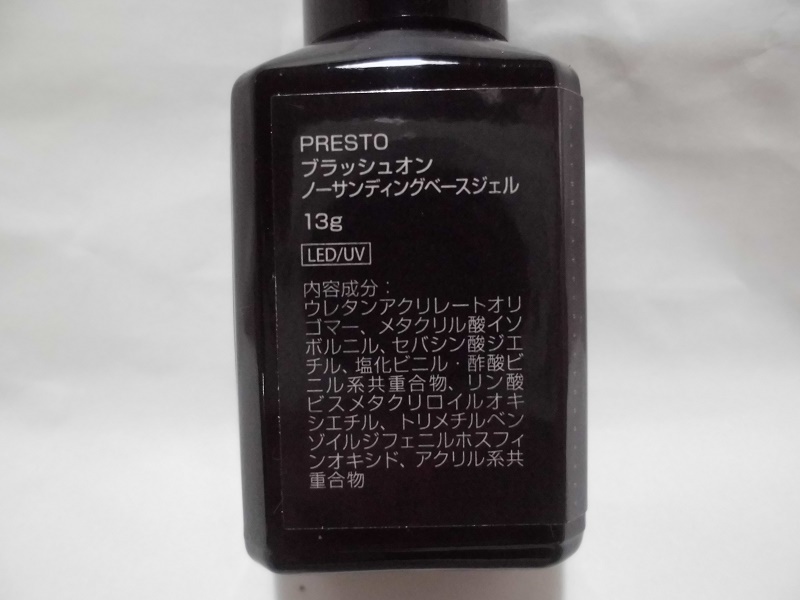 PRESTO
ブラッシュオン
ノーサンディングベースジェル
13g
LED/UV
内容成分：
ウレタンアクリレートオリ
ゴマー、メタクリル酸イソ
ボルニル、セバシン酸ジエ
チル、塩化ビニル・酢酸ビ
ニル系共重合物、リン酸
ビスメタクリロイルオキ
シエチル、トリメチルベン
ゾイルジフェニルホスフィ
ンオキシド、アクリル系共
重合物